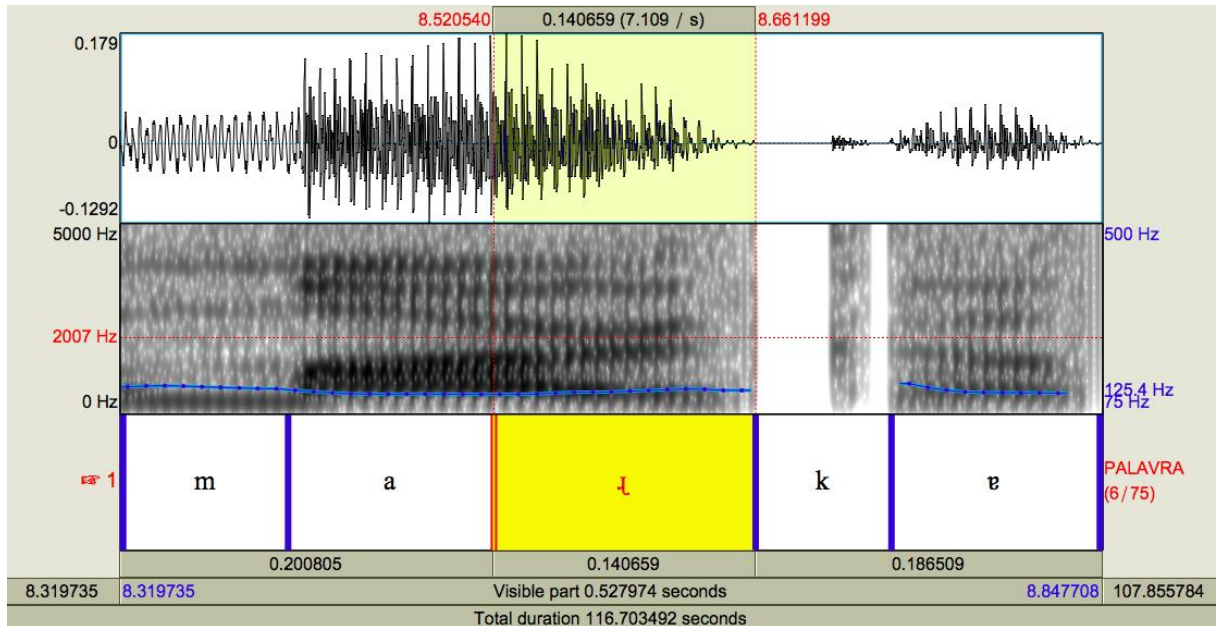 8.520540 0.140659 (7.109 / s) 8.661199
0.179
0
-0.1292
5000 Hz 500 Hz
2007 Hz
125.4 Hz
0 Hz 75 Hz
☞ 1 m a ɻ k ɐ PALAVRA
(6/75)
0.200805 0.140659 0.186509
8.319735 8.319735 Visible part 0.527974 seconds 8.847708 107.855784
Total duration 116.703492 seconds